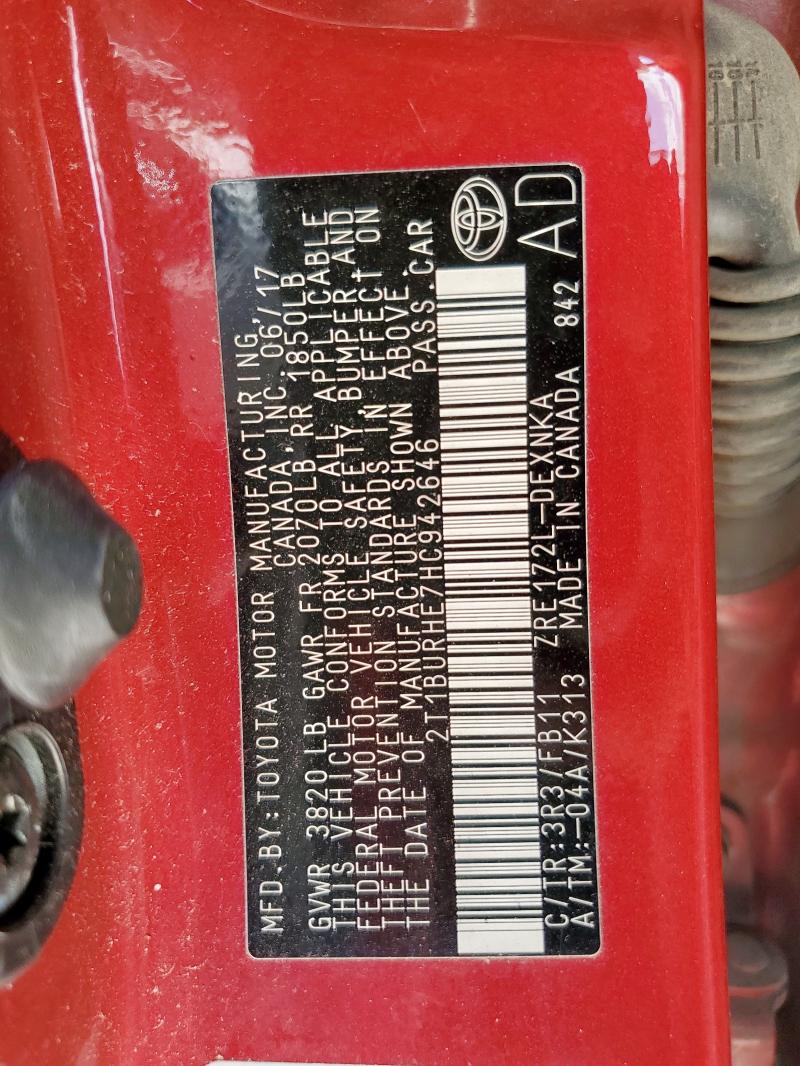 MFD.BY:TOYOTA MOTOR MANUFACTURING,
CANADA,INC.06/17
GVWR 3820LB GAWR FR 2070LB,RR 1850LB
THIS VEHICLE CONFORMS TO ALL APPLICABLE
FEDERAL MOTOR VEHICLE SAFETY, BUMPER,AND
THEFT PREVENTION STANDARDS IN EFFECT ON
THE DATE OF MANUFACTURE SHOWN ABOVE.
2T1BURHE7HC942646 PASS.CAR
C/TR:3R3/FB11 ZRE172L-DEXNKA
A/TM:-04A/K313 MADE IN CANADA 842
AD